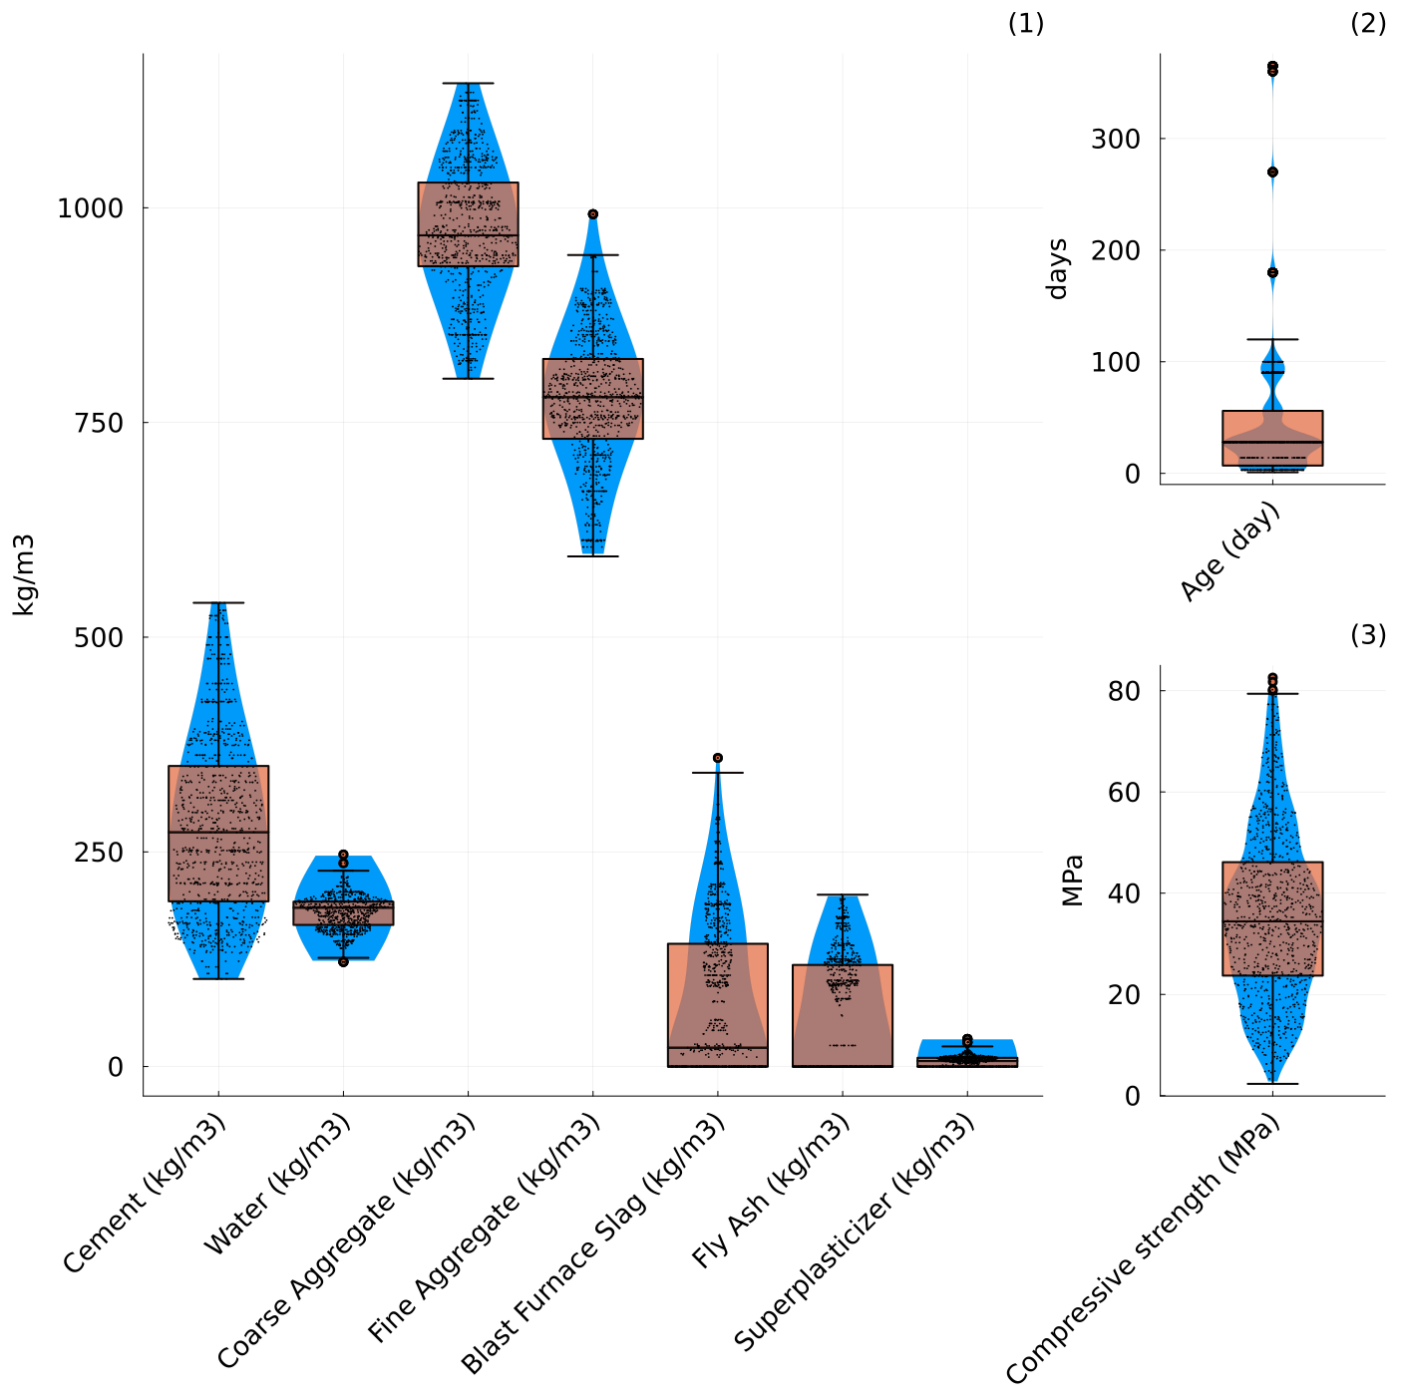 (1)
kg/m3
1000
750
500
250
0
Cement (kg/m3)
Water (kg/m3)
Coarse Aggregate (kg/m3)
Fine Aggregate (kg/m3)
Blast Furnace Slag (kg/m3)
Fly Ash (kg/m3)
Superplasticizer (kg/m3)
(2)
days
300
200
100
0
Age (day)
(3)
MPa
80
60
40
20
0
Compressive strength (MPa)